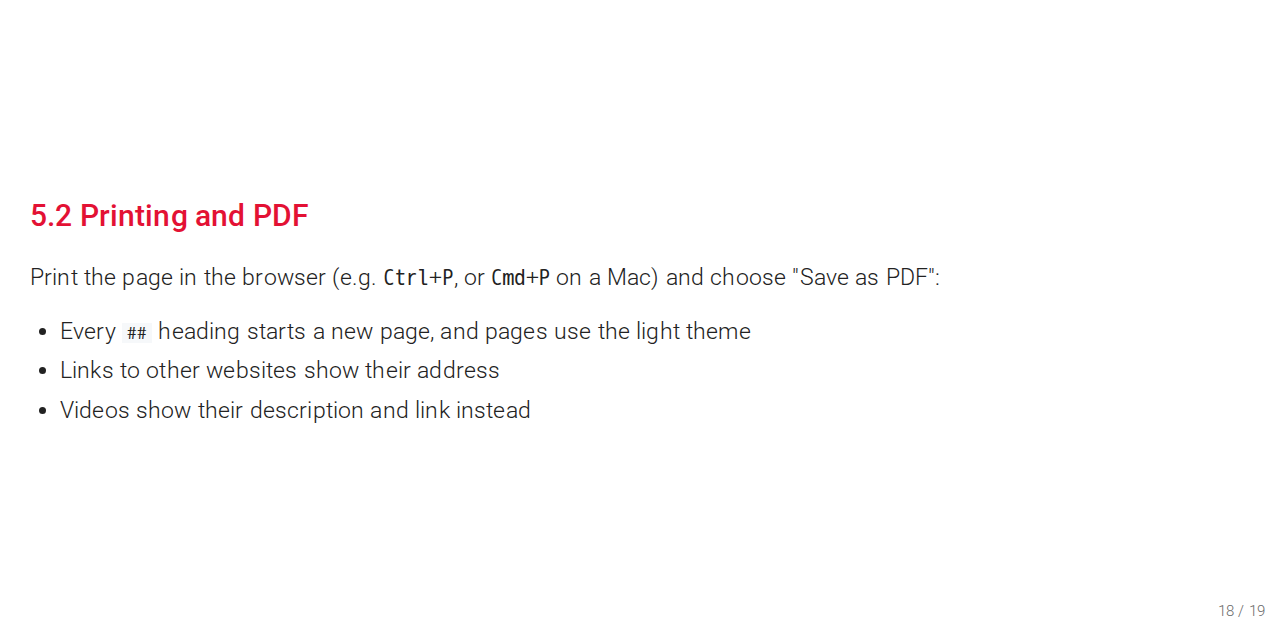 5.2 Printing and PDF
Print the page in the browser (e.g. Ctrl+P, or Cmd+P on a Mac) and choose "Save as PDF":
• Every ## heading starts a new page, and pages use the light theme
• Links to other websites show their address
• Videos show their description and link instead
18 / 19